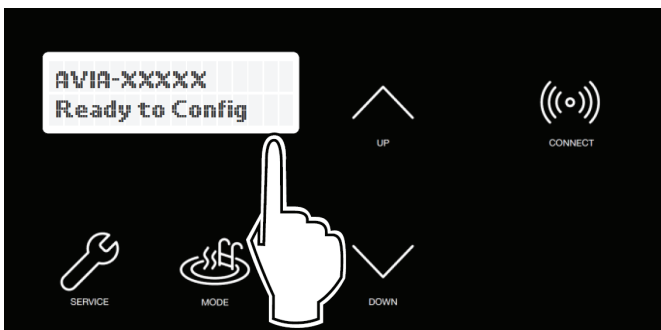 AVIA-XXXXX
Ready to Config
UP
CONNECT
SERVICE
MODE
DOWN